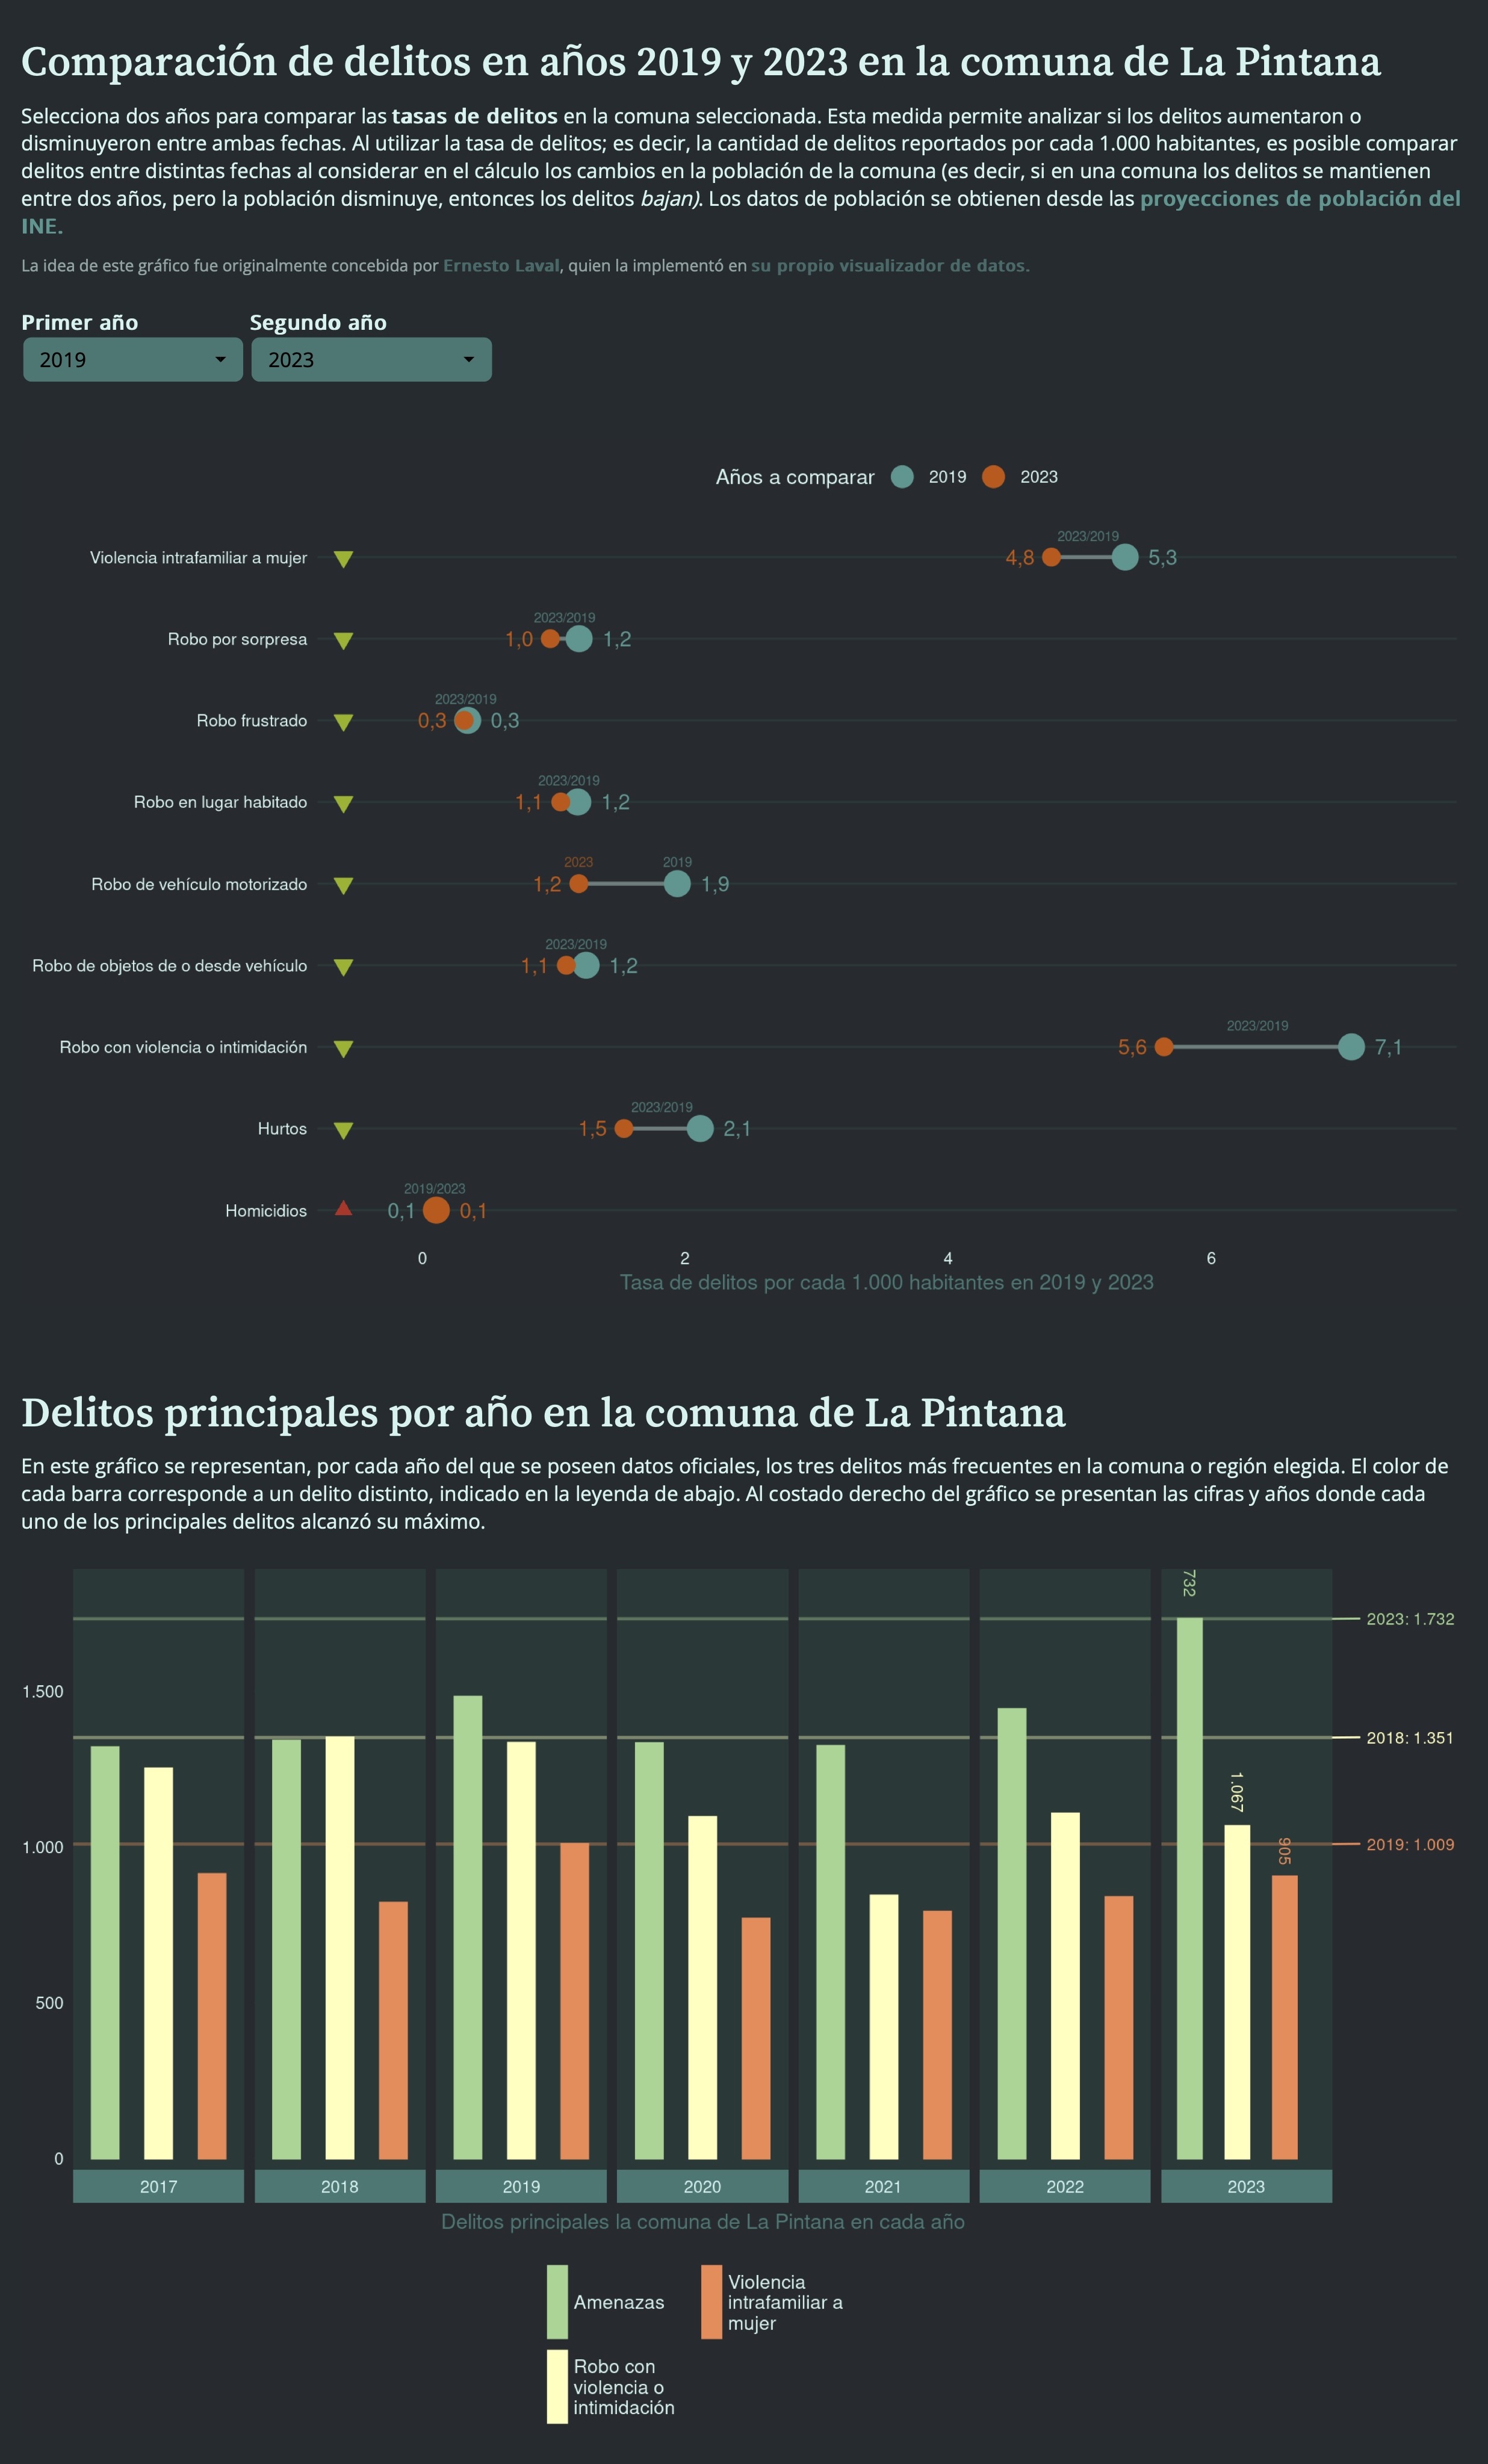 Comparación de delitos en años 2019 y 2023 en la comuna de La Pintana
Selecciona dos años para comparar las tasas de delitos en la comuna seleccionada. Esta medida permite analizar si los delitos aumentaron o
disminuyeron entre ambas fechas. Al utilizar la tasa de delitos; es decir, la cantidad de delitos reportados por cada 1.000 habitantes, es posible comparar
delitos entre distintas fechas al considerar en el cálculo los cambios en la población de la comuna (es decir, si en una comuna los delitos se mantienen
entre dos años, pero la población disminuye, entonces los delitos bajan). Los datos de población se obtienen desde las proyecciones de población del
INE.
La idea de este gráfico fue originalmente concebida por Ernesto Laval, quien la implementó en su propio visualizador de datos.
Primer año Segundo año
2019 2023
Años a comparar 2019 2023
2023/2019
Violencia intrafamiliar a mujer 4,8 5,3
2023/2019
Robo por sorpresa 1,0 1,2
2023/2019
Robo frustrado 0,3 0,3
2023/2019
Robo en lugar habitado 1,1 1,2
2023 2019
Robo de vehículo motorizado 1,2 1,9
2023/2019
Robo de objetos de o desde vehículo 1,1 1,2
2023/2019
Robo con violencia o intimidación 5,6 7,1
2023/2019
Hurtos 1,5 2,1
2019/2023
Homicidios 0,1 0,1
0 2 4 6
Tasa de delitos por cada 1.000 habitantes en 2019 y 2023
Delitos principales por año en la comuna de La Pintana
En este gráfico se representan, por cada año del que se poseen datos oficiales, los tres delitos más frecuentes en la comuna o región elegida. El color de
cada barra corresponde a un delito distinto, indicado en la leyenda de abajo. Al costado derecho del gráfico se presentan las cifras y años donde cada
uno de los principales delitos alcanzó su máximo.
732
2023: 1.732
1.500
2018: 1.351
1.067
1.000
2019: 1.009
905
500
0
2017 2018 2019 2020 2021 2022 2023
Delitos principales la comuna de La Pintana en cada año
Amenazas
Violencia
intrafamiliar a
mujer
Robo con
violencia o
intimidación